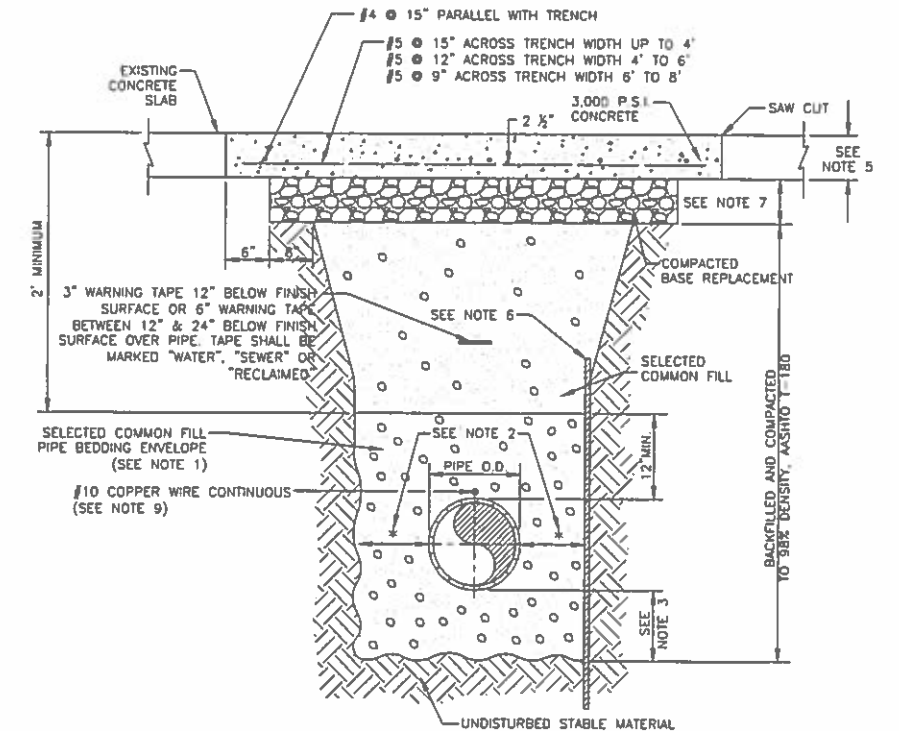 #4 @ 15" PARALLEL WITH TRENCH
#5 @ 15" ACROSS TRENCH WIDTH UP TO 4'
#5 @ 12" ACROSS TRENCH WIDTH 4' TO 6'
#5 @ 9" ACROSS TRENCH WIDTH 6' TO 8'
EXISTING
CONCRETE
SLAB
3,000 P.S.I.
CONCRETE
2 ½"
SAW CUT
SEE
NOTE 5
SEE NOTE 7
2' MINIMUM
6"
8"
COMPACTED
BASE REPLACEMENT
3" WARNING TAPE 12" BELOW FINISH
SURFACE OR 6" WARNING TAPE
BETWEEN 12" & 24" BELOW FINISH
SURFACE OVER PIPE. TAPE SHALL BE
MARKED "WATER", "SEWER" OR
"RECLAIMED"
SEE NOTE 6
SELECTED
COMMON FILL
BACKFILLED AND COMPACTED
TO 98% DENSITY, AASHTO T-180
SELECTED COMMON FILL
PIPE BEDDING ENVELOPE
(SEE NOTE 1)
SEE NOTE 2
12"MIN.
PIPE O.D.
#10 COPPER WIRE CONTINUOUS
(SEE NOTE 9)
*
*
SEE
NOTE 3
UNDISTURBED STABLE MATERIAL